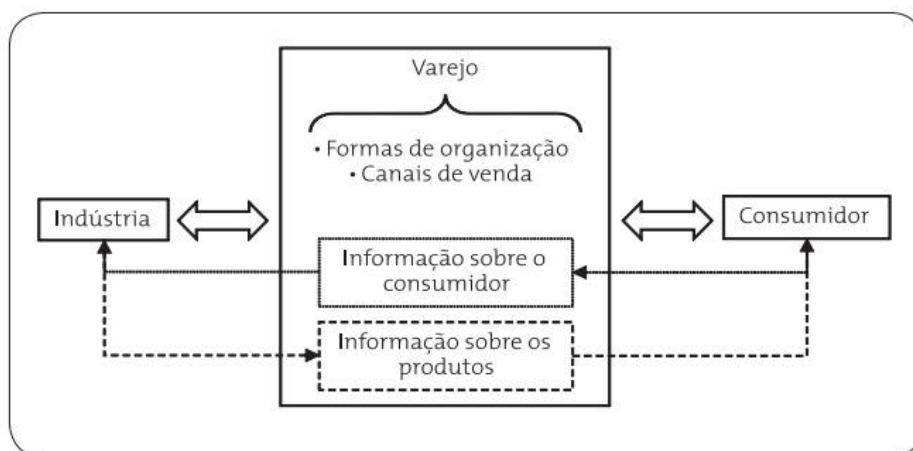 Varejo
• Formas de organização
• Canais de venda
Indústria
Consumidor
Informação sobre o
consumidor
Informação sobre os
produtos